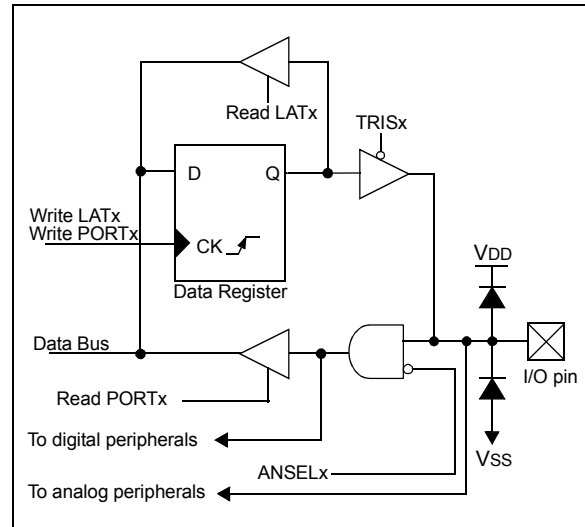 Read LATx
TRISx
D Q
Write LATx
Write PORTx
CK
Data Register
VDD
Data Bus
I/O pin
Read PORTx
To digital peripherals
VSS
ANSELx
To analog peripherals